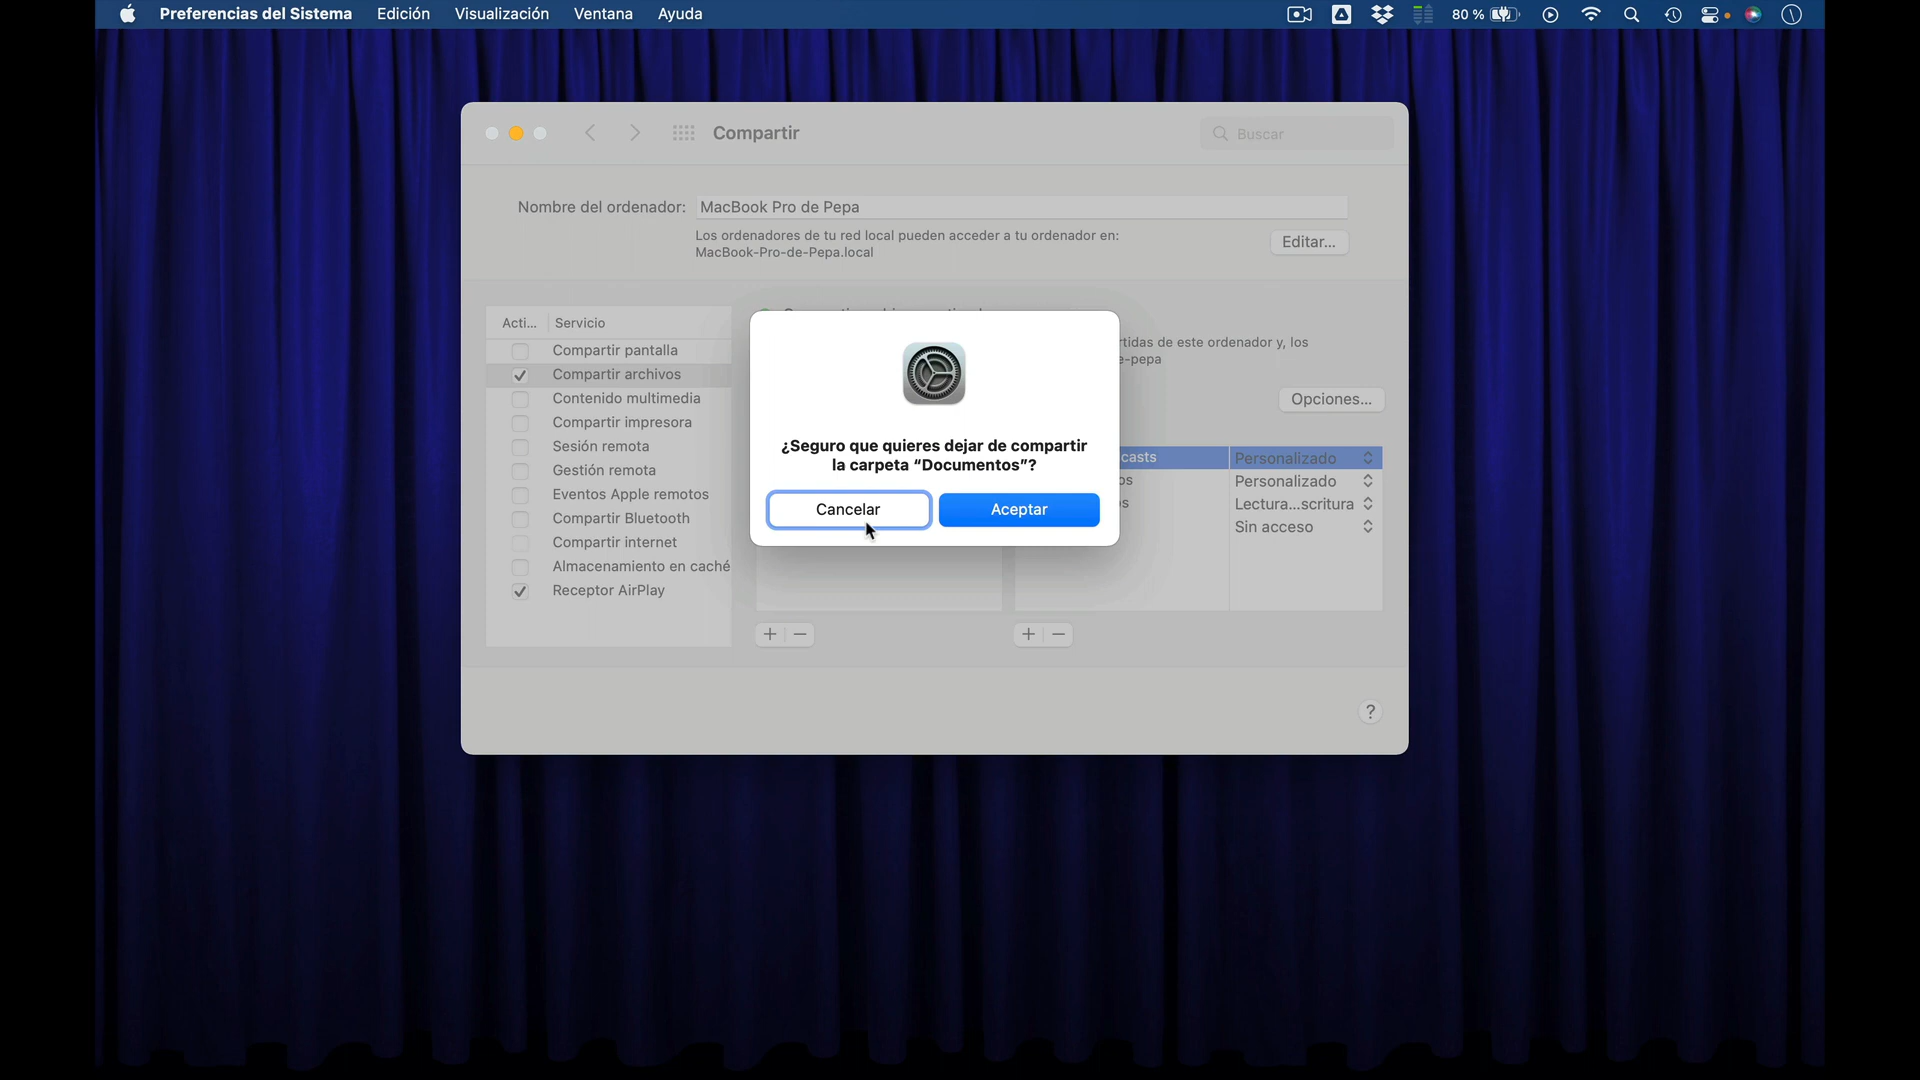 Preferencias del Sistema Edición Visualización Ventana Ayuda 80 %
Compartir
Buscar
Nombre del ordenador: MacBook Pro de Pepa
Los ordenadores de tu red local pueden acceder a tu ordenador en:
MacBook-Pro-de-Pepa.local
Editar...
Acti... Servicio
Compartir pantalla
Compartir archivos
Contenido multimedia
Compartir impresora
Sesión remota
Gestión remota
Eventos Apple remotos
Compartir Bluetooth
Compartir internet
Almacenamiento en caché
Receptor AirPlay
¿Seguro que quieres dejar de compartir
la carpeta “Documentos”?
Cancelar Aceptar
rtidas de este ordenador y, los
e-pepa
Opciones...
casts Personalizado
os Personalizado
s Lectura...scritura
Sin acceso
+ − + −
?